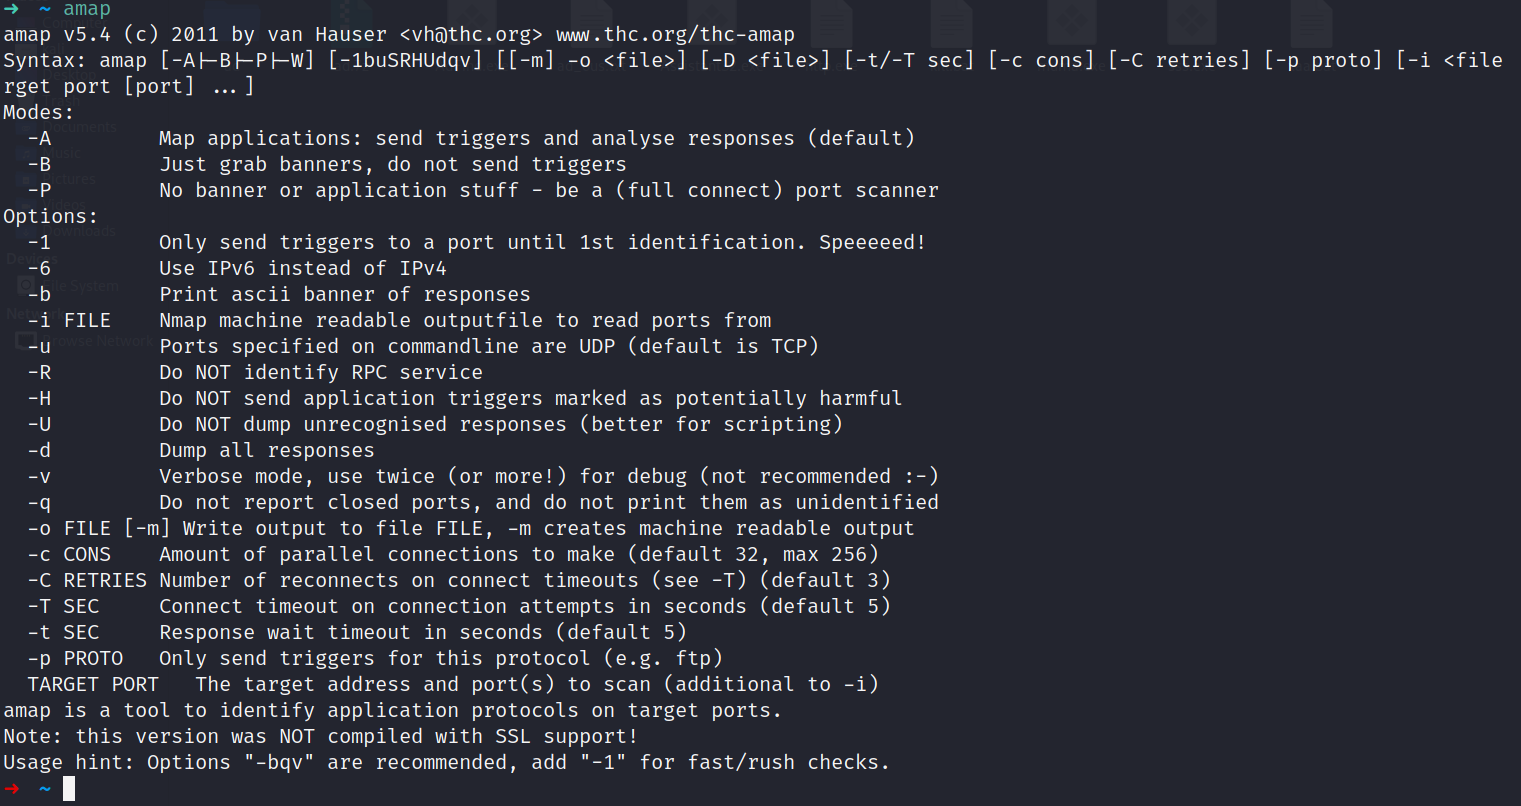 → ~ amap
amap v5.4 (c) 2011 by van Hauser <vh@thc.org> www.thc.org/thc-amap
Syntax: amap [-A|-B|-P|-W] [-1buSRHUdqv] [[-m] -o <file>] [-D <file>] [-t/-T sec] [-c cons] [-C retries] [-p proto] [-i <file
rget port [port] ...]
Modes:
  -A         Map applications: send triggers and analyse responses (default)
  -B         Just grab banners, do not send triggers
  -P         No banner or application stuff - be a (full connect) port scanner
Options:
  -1         Only send triggers to a port until 1st identification. Speeeeed!
  -6         Use IPv6 instead of IPv4
  -b         Print ascii banner of responses
  -i FILE    Nmap machine readable outputfile to read ports from
  -u         Ports specified on commandline are UDP (default is TCP)
  -R         Do NOT identify RPC service
  -H         Do NOT send application triggers marked as potentially harmful
  -U         Do NOT dump unrecognised responses (better for scripting)
  -d         Dump all responses
  -v         Verbose mode, use twice (or more!) for debug (not recommended :-)
  -q         Do not report closed ports, and do not print them as unidentified
  -o FILE [-m] Write output to file FILE, -m creates machine readable output
  -c CONS    Amount of parallel connections to make (default 32, max 256)
  -C RETRIES Number of reconnects on connect timeouts (see -T) (default 3)
  -T SEC     Connect timeout on connection attempts in seconds (default 5)
  -t SEC     Response wait timeout in seconds (default 5)
  -p PROTO   Only send triggers for this protocol (e.g. ftp)
  TARGET PORT   The target address and port(s) to scan (additional to -i)
amap is a tool to identify application protocols on target ports.
Note: this version was NOT compiled with SSL support!
Usage hint: Options "-bqv" are recommended, add "-1" for fast/rush checks.
→ ~
Documents
Music
Pictures
Downloads
Devices
File System
Network
Browse Network